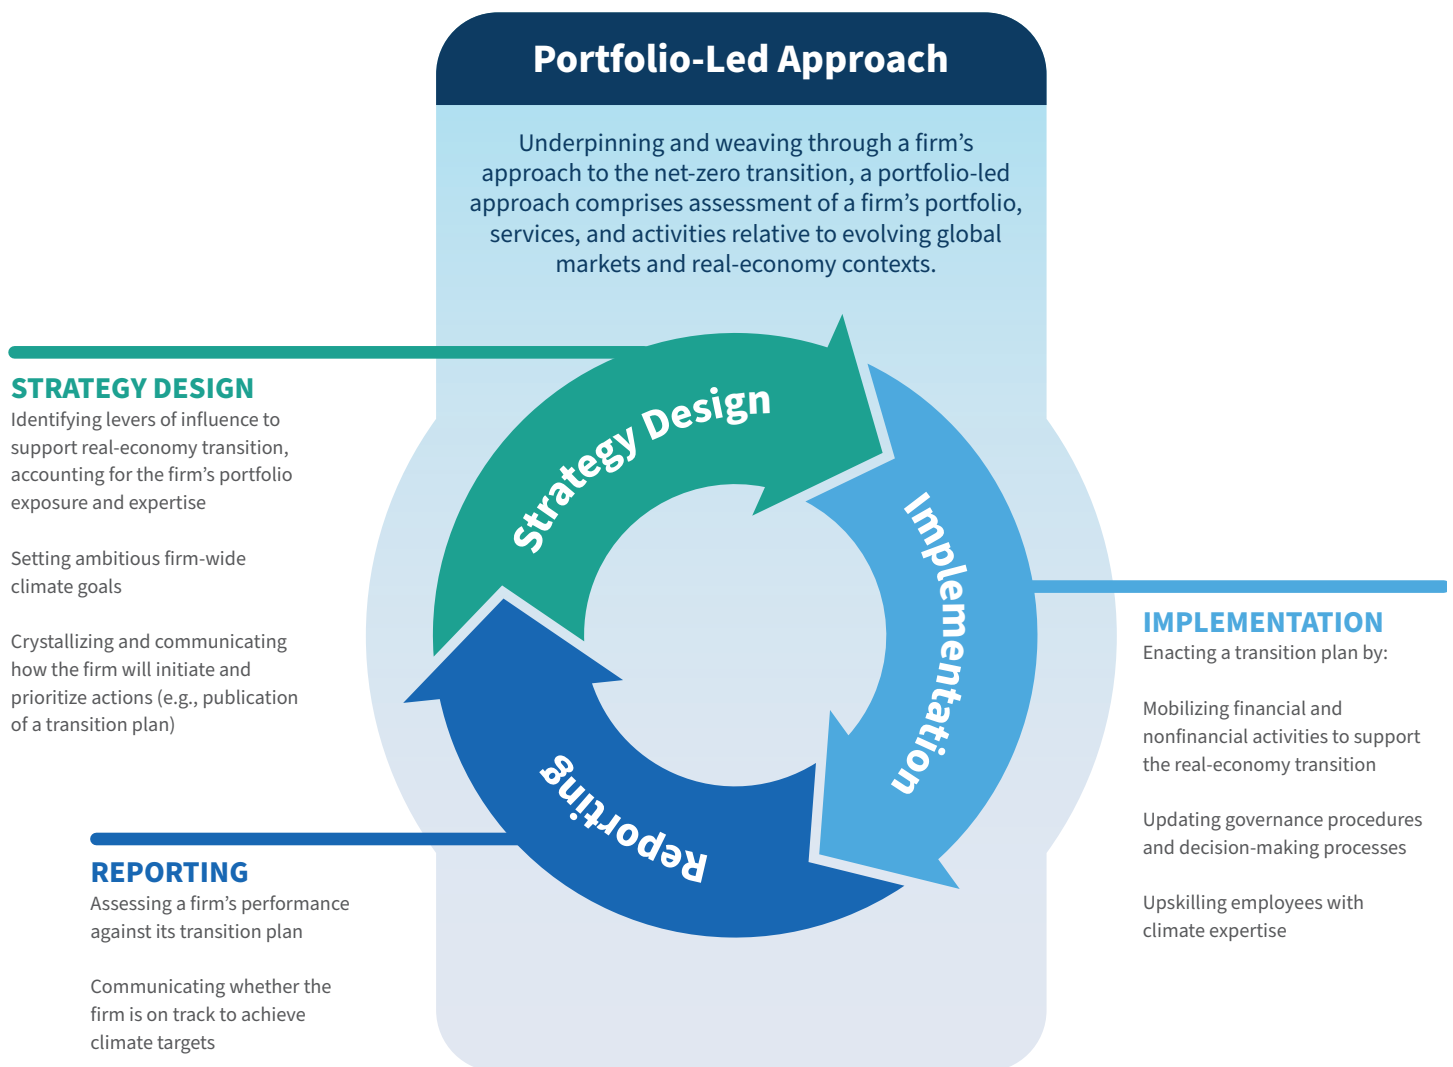 Portfolio-Led Approach
Underpinning and weaving through a firm’s
approach to the net-zero transition, a portfolio-led
approach comprises assessment of a firm’s portfolio,
services, and activities relative to evolving global
markets and real-economy contexts.
STRATEGY DESIGN
Identifying levers of influence to
support real-economy transition,
accounting for the firm’s portfolio
exposure and expertise
Setting ambitious firm-wide
climate goals
Crystallizing and communicating
how the firm will initiate and
prioritize actions (e.g., publication
of a transition plan)
Strategy Design
Implementation
Reporting
IMPLEMENTATION
Enacting a transition plan by:
Mobilizing financial and
nonfinancial activities to support
the real-economy transition
Updating governance procedures
and decision-making processes
Upskilling employees with
climate expertise
REPORTING
Assessing a firm’s performance
against its transition plan
Communicating whether the
firm is on track to achieve
climate targets